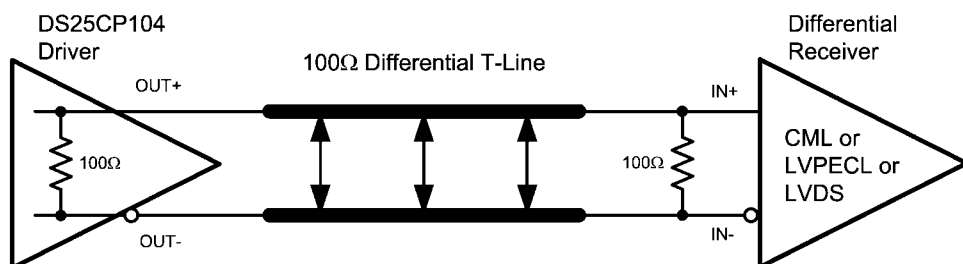 DS25CP104
Driver
100Ω
OUT+
OUT-
100Ω Differential T-Line
100Ω
IN+
IN-
Differential
Receiver
CML or
LVPECL or
LVDS